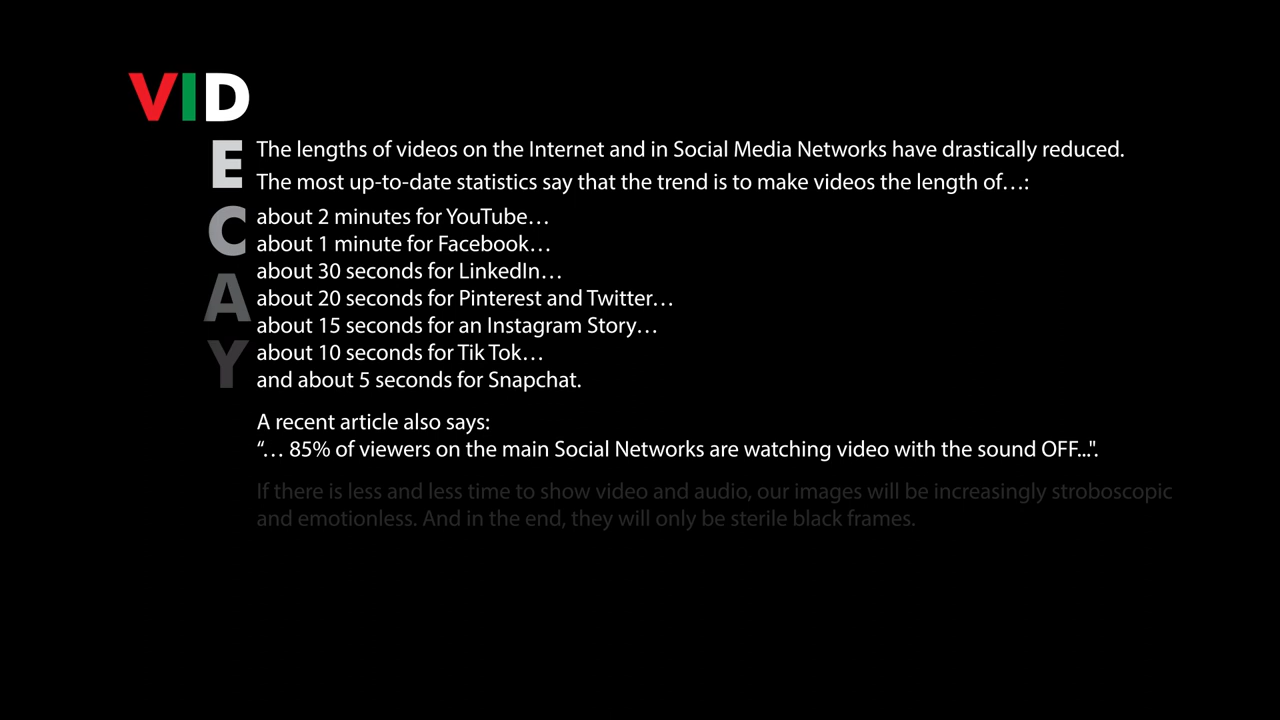 VID
E
C
A
Y
The lengths of videos on the Internet and in Social Media Networks have drastically reduced.
The most up-to-date statistics say that the trend is to make videos the length of…:
about 2 minutes for YouTube…
about 1 minute for Facebook…
about 30 seconds for LinkedIn…
about 20 seconds for Pinterest and Twitter…
about 15 seconds for an Instagram Story…
about 10 seconds for Tik Tok…
and about 5 seconds for Snapchat.
A recent article also says:
“… 85% of viewers on the main Social Networks are watching video with the sound OFF...".
If there is less and less time to show video and audio, our images will be increasingly stroboscopic
and emotionless. And in the end, they will only be sterile black frames.